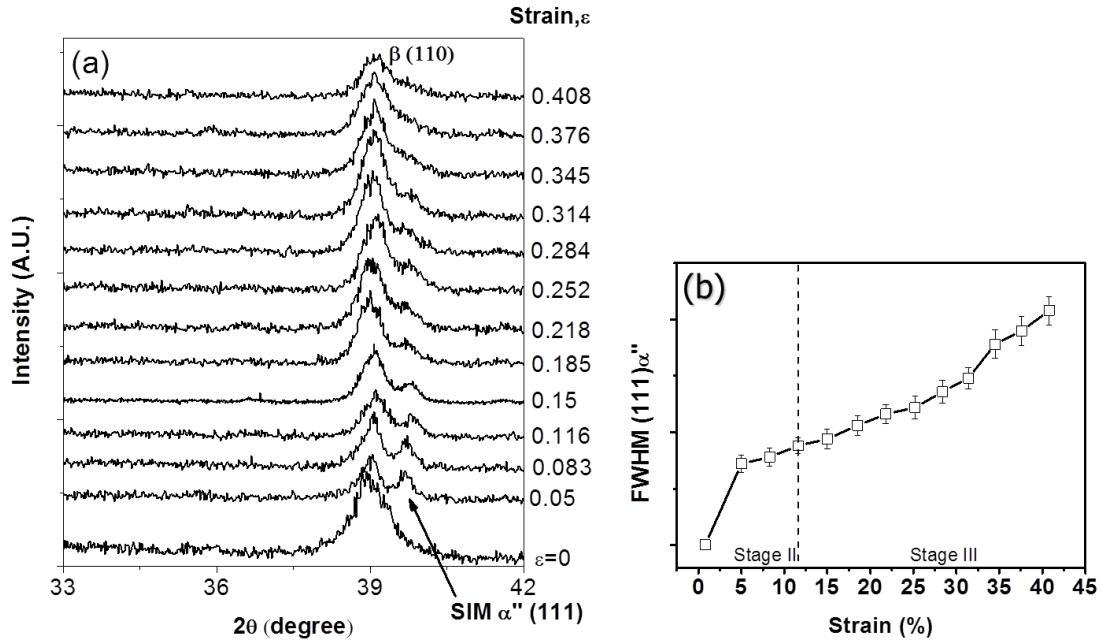 Strain,ε
(a)
β (110)
0.408
0.376
0.345
0.314
0.284
0.252
0.218
0.185
0.15
0.116
0.083
0.05
ε=0
Intensity (A.U.)
33
36
39
42
SIM α" (111)
2θ (degree)
(b)
FWHM (111)α"
Stage II
Stage III
0
5
10
15
20
25
30
35
40
45
Strain (%)